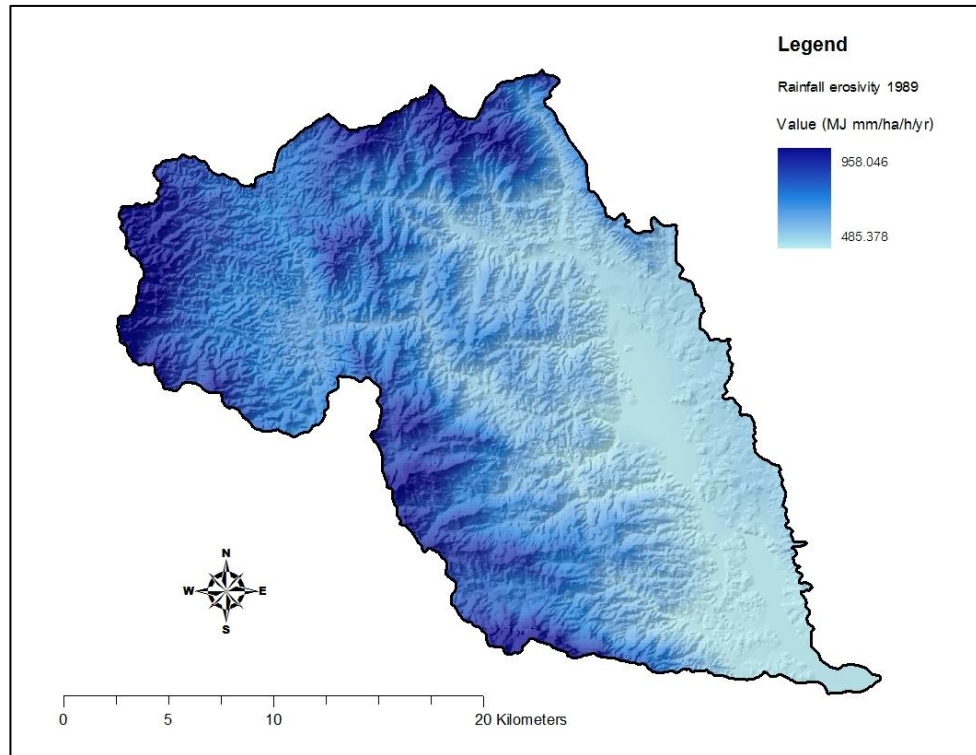 Legend
Rainfall erosivity 1989
Value (MJ mm/ha/h/yr)
958.046
485.378
N
W E
S
0 5 10 20 Kilometers